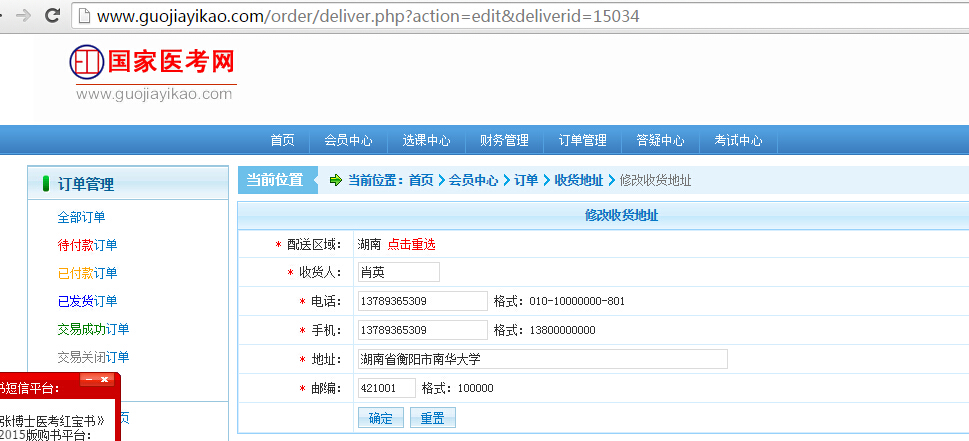 www.guojiayikao.com/order/deliver.php?action=edit&deliverid=15034
国家医考网
www.guojiayikao.com
首页 会员中心 选课中心 财务管理 订单管理 答疑中心 考试中心
订单管理
全部订单
待付款订单
已付款订单
已发货订单
交易成功订单
交易关闭订单
页
书短信平台：
张博士医考红宝书》
2015版购书平台：
当前位置 当前位置：首页 会员中心 订单 收货地址 修改收货地址
修改收货地址
* 配送区域： 湖南 点击重选
* 收货人： 肖英
* 电话： 13789365309 格式：010-10000000-801
* 手机： 13789365309 格式：13800000000
* 地址： 湖南省衡阳市南华大学
* 邮编： 421001 格式：100000
确定 重置